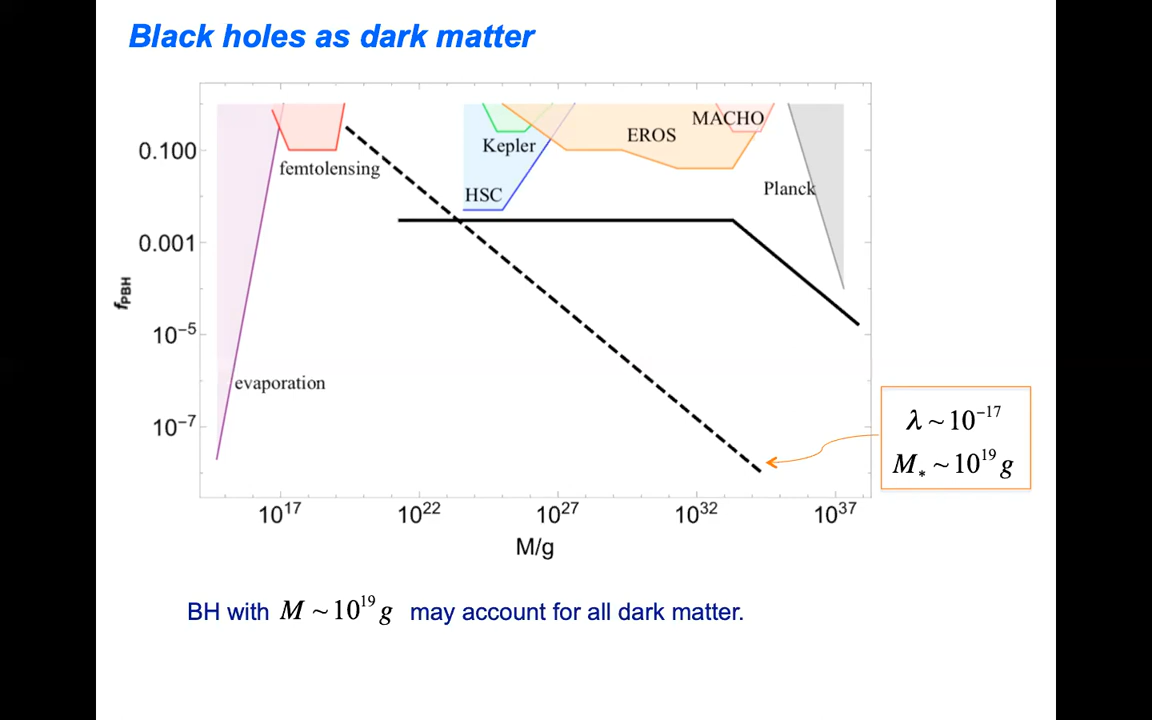 Black holes as dark matter
0.100
0.001
10⁻⁵
10⁻⁷
fPBH
femtolensing
evaporation
Kepler
HSC
EROS
MACHO
Planck
10¹⁷ 10²² 10²⁷ 10³² 10³⁷
M/g
λ ~ 10⁻¹⁷
M* ~ 10¹⁹ g
BH with M ~ 10¹⁹ g may account for all dark matter.